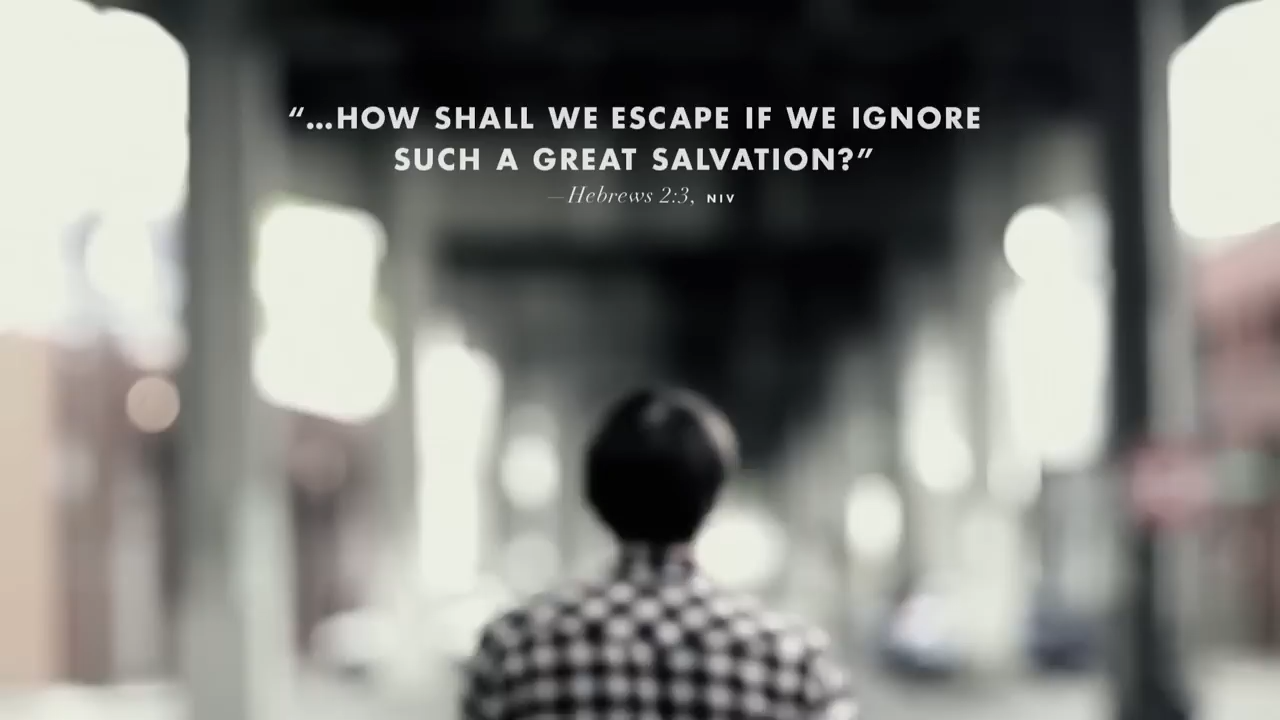 “...HOW SHALL WE ESCAPE IF WE IGNORE
SUCH A GREAT SALVATION?”
—Hebrews 2:3, NIV